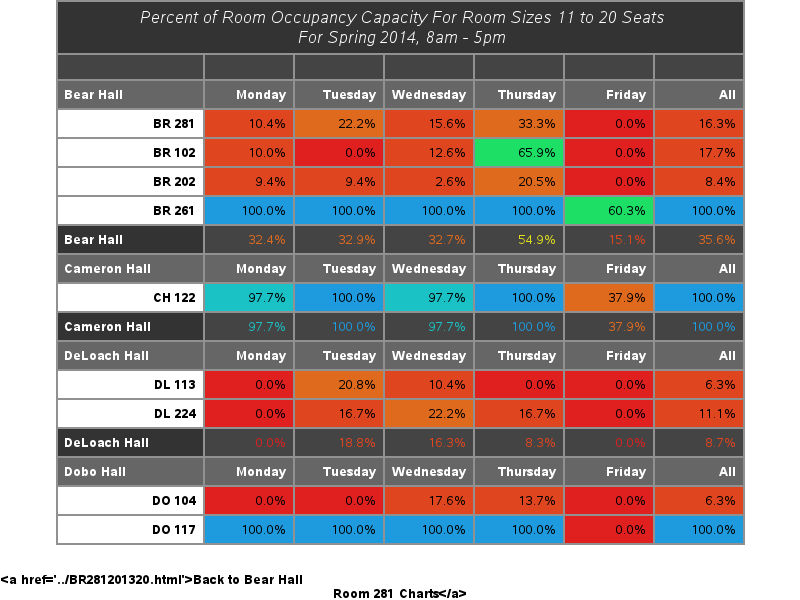 Percent of Room Occupancy Capacity For Room Sizes 11 to 20 Seats
For Spring 2014, 8am - 5pm
Bear Hall Monday Tuesday Wednesday Thursday Friday All
BR 281 10.4% 22.2% 15.6% 33.3% 0.0% 16.3%
BR 102 10.0% 0.0% 12.6% 65.9% 0.0% 17.7%
BR 202 9.4% 9.4% 2.6% 20.5% 0.0% 8.4%
BR 261 100.0% 100.0% 100.0% 100.0% 60.3% 100.0%
Bear Hall 32.4% 32.9% 32.7% 54.9% 15.1% 35.6%
Cameron Hall Monday Tuesday Wednesday Thursday Friday All
CH 122 97.7% 100.0% 97.7% 100.0% 37.9% 100.0%
Cameron Hall 97.7% 100.0% 97.7% 100.0% 37.9% 100.0%
DeLoach Hall Monday Tuesday Wednesday Thursday Friday All
DL 113 0.0% 20.8% 10.4% 0.0% 0.0% 6.3%
DL 224 0.0% 16.7% 22.2% 16.7% 0.0% 11.1%
DeLoach Hall 0.0% 18.8% 16.3% 8.3% 0.0% 8.7%
Dobo Hall Monday Tuesday Wednesday Thursday Friday All
DO 104 0.0% 0.0% 17.6% 13.7% 0.0% 6.3%
DO 117 100.0% 100.0% 100.0% 100.0% 0.0% 100.0%
&lt;a href='../BR281201320.html'&gt;Back to Bear Hall
Room 281 Charts&lt;/a&gt;